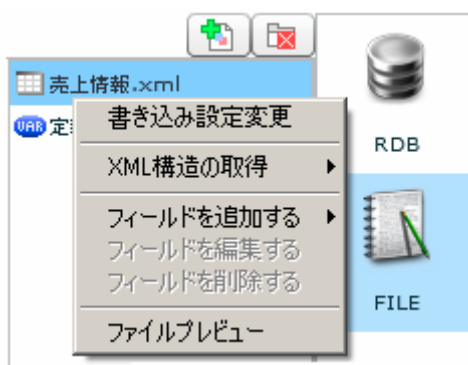 売上情報.xml
VAR 定
書き込み設定変更
XML構造の取得
フィールドを追加する
フィールドを編集する
フィールドを削除する
ファイルプレビュー
RDB
FILE